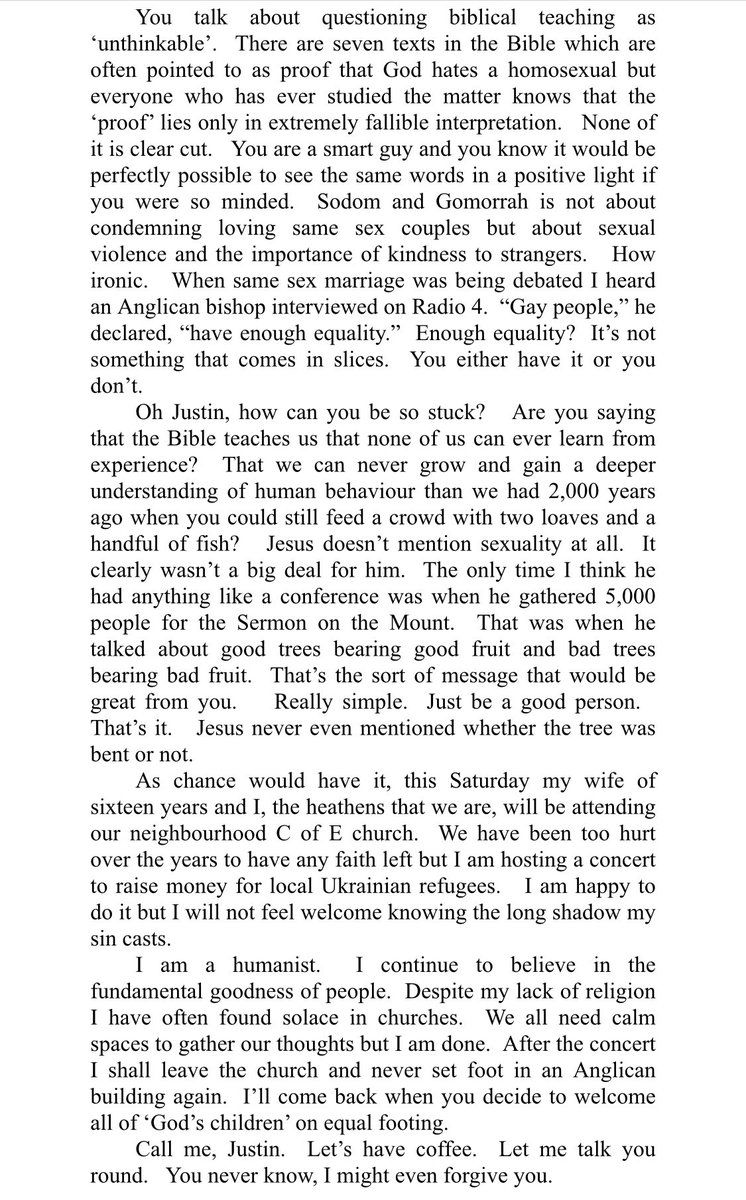 You talk about questioning biblical teaching as
‘unthinkable’. There are seven texts in the Bible which are
often pointed to as proof that God hates a homosexual but
everyone who has ever studied the matter knows that the
‘proof’ lies only in extremely fallible interpretation. None of
it is clear cut. You are a smart guy and you know it would be
perfectly possible to see the same words in a positive light if
you were so minded. Sodom and Gomorrah is not about
condemning loving same sex couples but about sexual
violence and the importance of kindness to strangers. How
ironic. When same sex marriage was being debated I heard
an Anglican bishop interviewed on Radio 4. “Gay people,” he
declared, “have enough equality.” Enough equality? It’s not
something that comes in slices. You either have it or you
don’t.
Oh Justin, how can you be so stuck? Are you saying
that the Bible teaches us that none of us can ever learn from
experience? That we can never grow and gain a deeper
understanding of human behaviour than we had 2,000 years
ago when you could still feed a crowd with two loaves and a
handful of fish? Jesus doesn’t mention sexuality at all. It
clearly wasn’t a big deal for him. The only time I think he
had anything like a conference was when he gathered 5,000
people for the Sermon on the Mount. That was when he
talked about good trees bearing good fruit and bad trees
bearing bad fruit. That’s the sort of message that would be
great from you. Really simple. Just be a good person.
That’s it. Jesus never even mentioned whether the tree was
bent or not.
As chance would have it, this Saturday my wife of
sixteen years and I, the heathens that we are, will be attending
our neighbourhood C of E church. We have been too hurt
over the years to have any faith left but I am hosting a concert
to raise money for local Ukrainian refugees. I am happy to
do it but I will not feel welcome knowing the long shadow my
sin casts.
I am a humanist. I continue to believe in the
fundamental goodness of people. Despite my lack of religion
I have often found solace in churches. We all need calm
spaces to gather our thoughts but I am done. After the concert
I shall leave the church and never set foot in an Anglican
building again. I’ll come back when you decide to welcome
all of ‘God’s children’ on equal footing.
Call me, Justin. Let’s have coffee. Let me talk you
round. You never know, I might even forgive you.